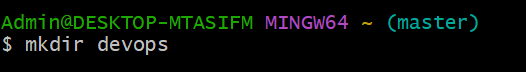 Admin@DESKTOP-MTASIFM MINGW64 ~ (master)
$ mkdir devops